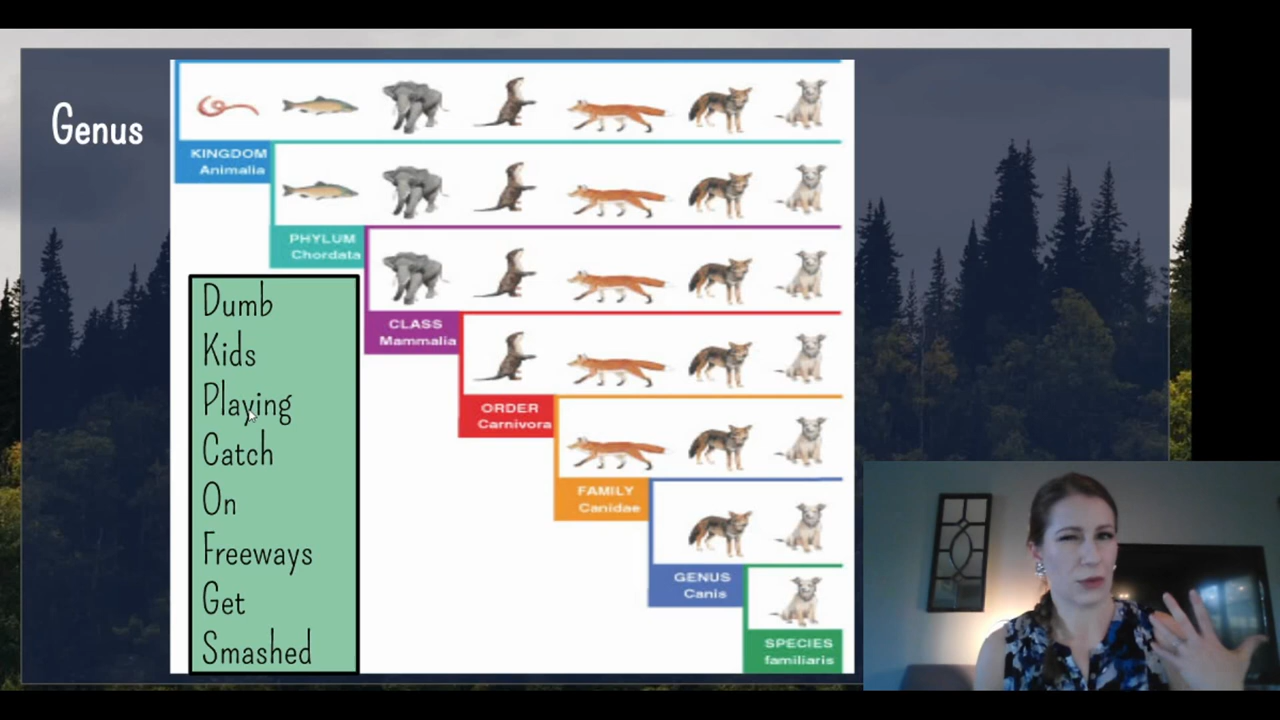 Genus
KINGDOM
Animalia
PHYLUM
Chordata
CLASS
Mammalia
ORDER
Carnivora
FAMILY
Canidae
GENUS
Canis
SPECIES
familiaris
Dumb
Kids
Playing
Catch
On
Freeways
Get
Smashed